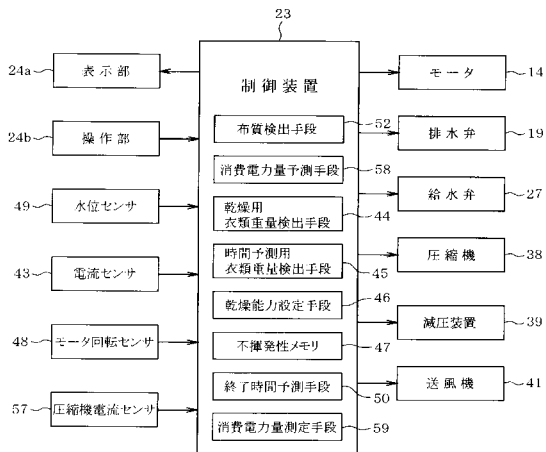 23
制御装置
24a
表示部
24b
操作部
49
水位センサ
43
電流センサ
48
モータ回転センサ
57
圧縮機電流センサ
布質検出手段
52
消費電力量予測手段
58
乾燥用
衣類重量検出手段
44
時間予測用
衣類重量検出手段
45
乾燥能力設定手段
46
不揮発性メモリ
47
終了時間予測手段
50
消費電力量測定手段
59
モータ
14
排水弁
19
給水弁
27
圧縮機
38
減圧装置
39
送風機
41